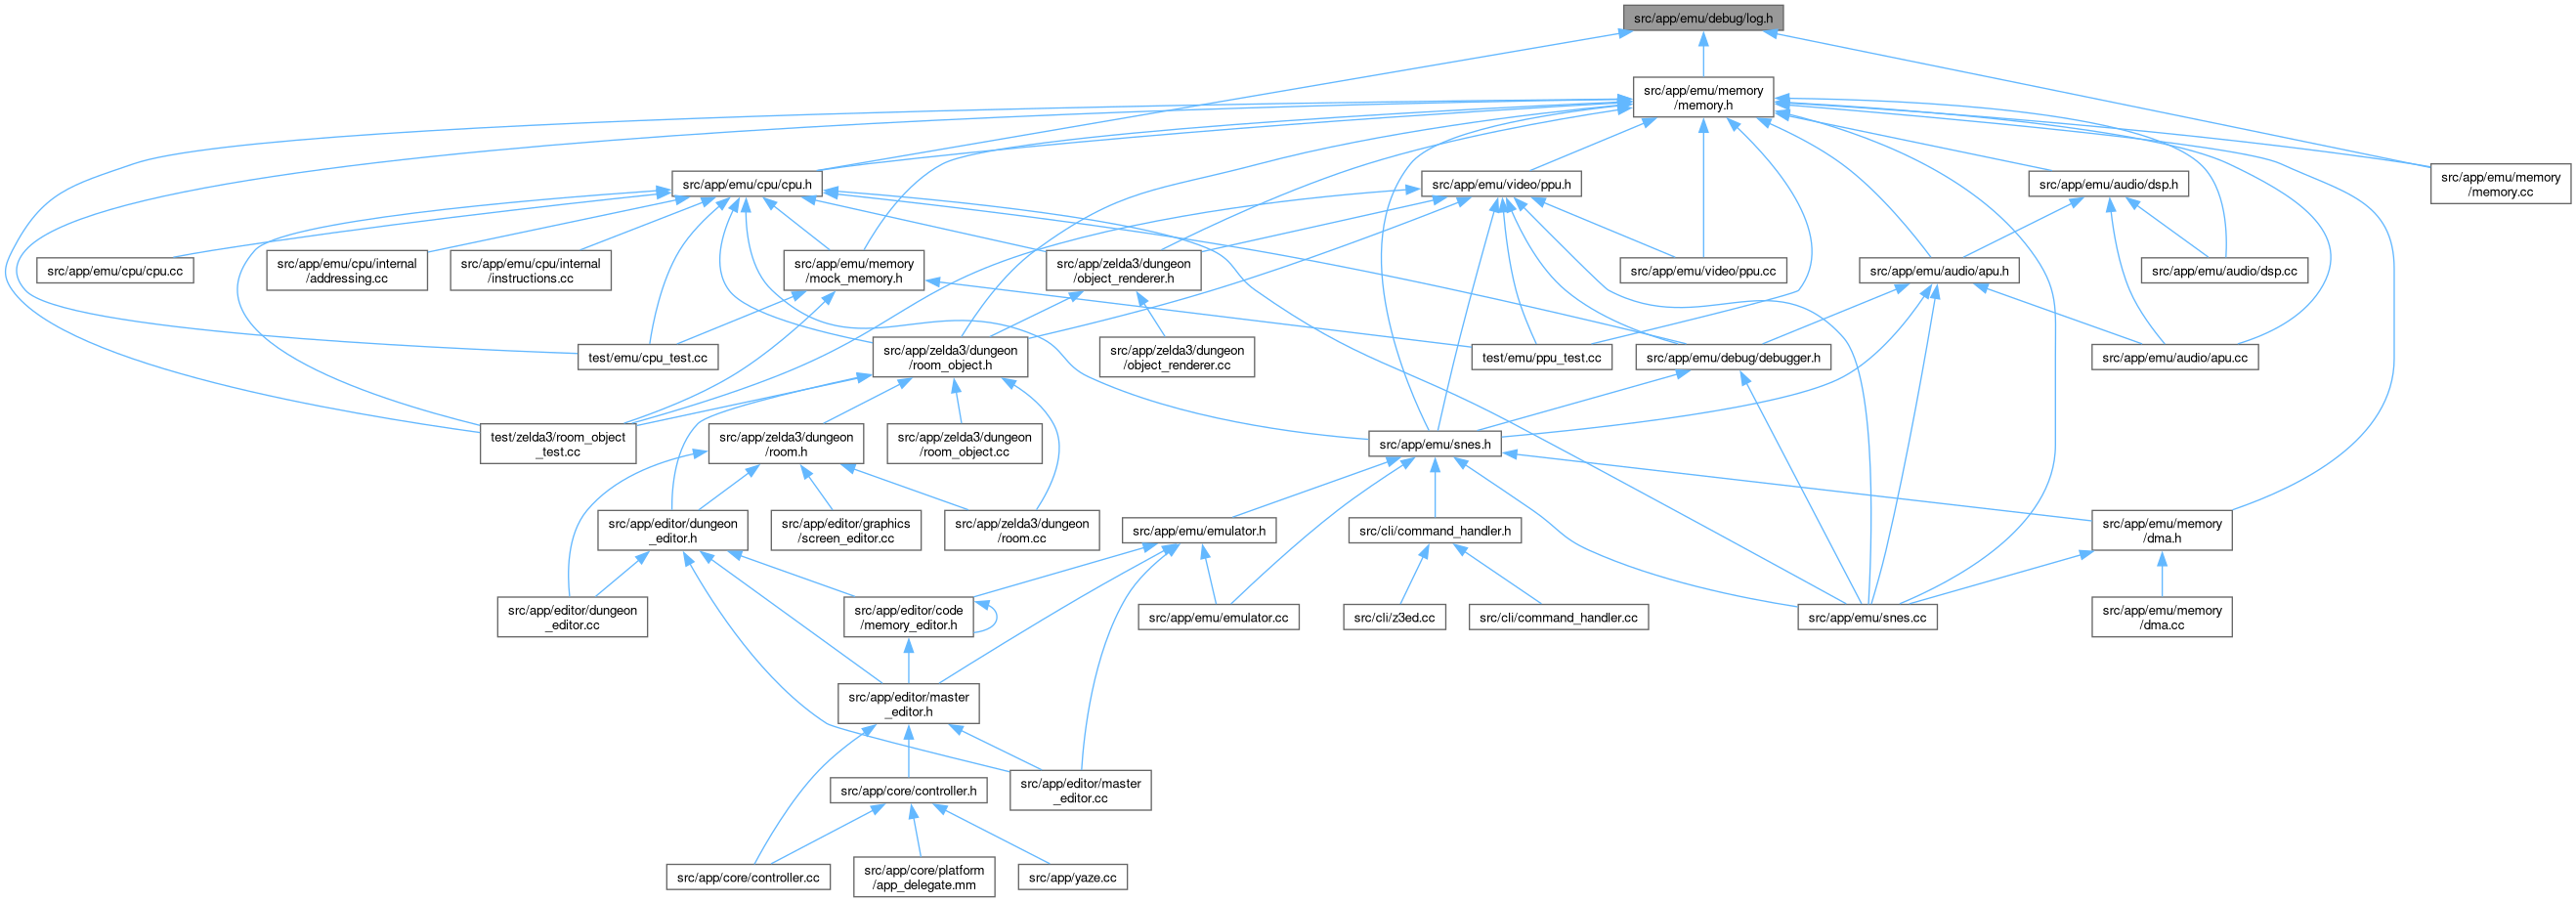 src/app/emu/debug/log.h
src/app/emu/memory
/memory.h
src/app/emu/cpu/cpu.h
src/app/emu/video/ppu.h
src/app/emu/audio/dsp.h
src/app/emu/memory
/memory.cc
src/app/emu/cpu/cpu.cc
src/app/emu/cpu/internal
/addressing.cc
src/app/emu/cpu/internal
/instructions.cc
src/app/emu/memory
/mock_memory.h
src/app/zelda3/dungeon
/object_renderer.h
src/app/emu/video/ppu.cc
src/app/emu/audio/apu.h
src/app/emu/audio/dsp.cc
test/emu/cpu_test.cc
src/app/zelda3/dungeon
/room_object.h
src/app/zelda3/dungeon
/object_renderer.cc
test/emu/ppu_test.cc
src/app/emu/debug/debugger.h
src/app/emu/audio/apu.cc
test/zelda3/room_object
_test.cc
src/app/zelda3/dungeon
/room.h
src/app/zelda3/dungeon
/room_object.cc
src/app/emu/snes.h
src/app/editor/dungeon
_editor.h
src/app/editor/graphics
/screen_editor.cc
src/app/zelda3/dungeon
/room.cc
src/app/emu/emulator.h
src/cli/command_handler.h
src/app/emu/memory
/dma.h
src/app/editor/dungeon
_editor.cc
src/app/editor/code
/memory_editor.h
src/app/emu/emulator.cc
src/cli/z3ed.cc
src/cli/command_handler.cc
src/app/emu/snes.cc
src/app/emu/memory
/dma.cc
src/app/editor/master
_editor.h
src/app/core/controller.h
src/app/editor/master
_editor.cc
src/app/core/controller.cc
src/app/core/platform
/app_delegate.mm
src/app/yaze.cc